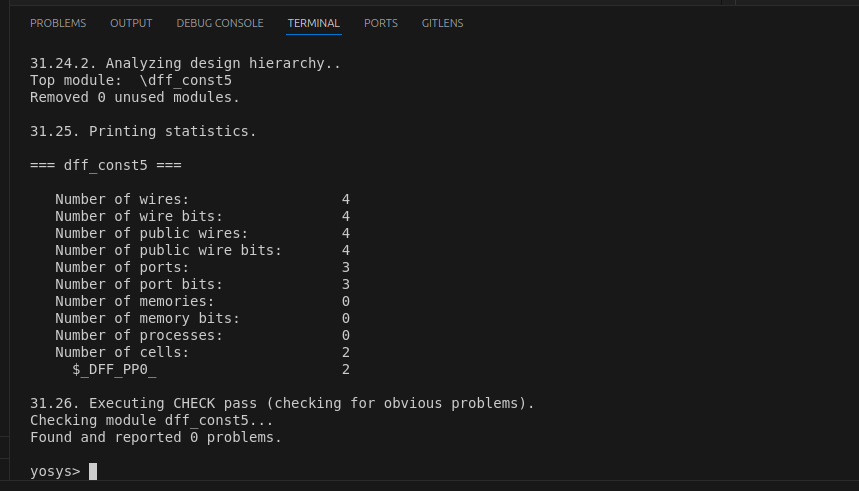 PROBLEMS OUTPUT DEBUG CONSOLE TERMINAL PORTS GITLENS
31.24.2. Analyzing design hierarchy..
Top module:  \dff_const5
Removed 0 unused modules.
31.25. Printing statistics.
=== dff_const5 ===
Number of wires: 4
Number of wire bits: 4
Number of public wires: 4
Number of public wire bits: 4
Number of ports: 3
Number of port bits: 3
Number of memories: 0
Number of memory bits: 0
Number of processes: 0
Number of cells: 2
$_DFF_PP0_ 2
31.26. Executing CHECK pass (checking for obvious problems).
Checking module dff_const5...
Found and reported 0 problems.
yosys>